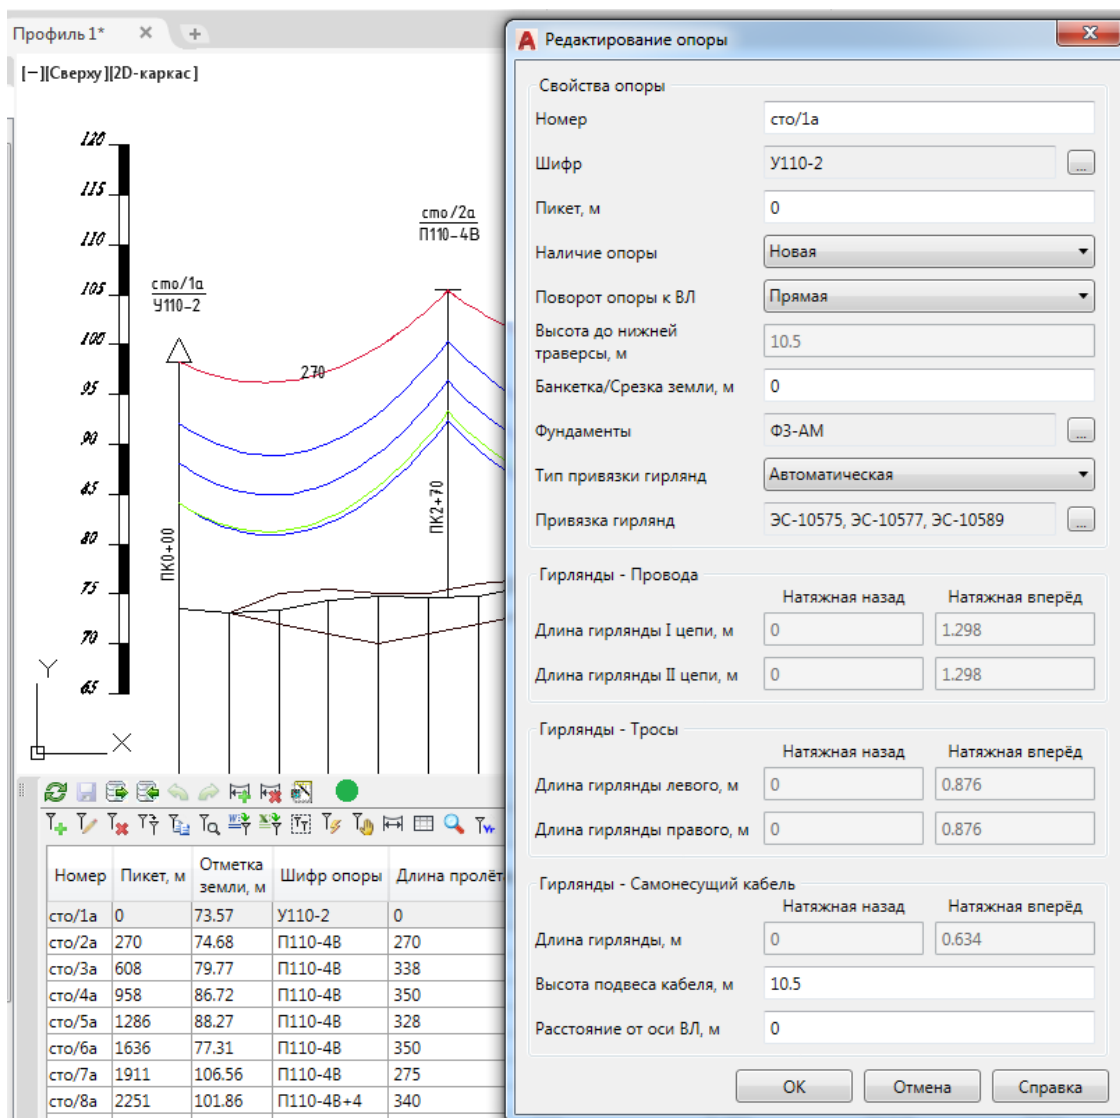 Профиль 1*
[−][Сверху][2D-каркас]
120
115
110
105
100
95
90
85
80
75
70
65
Y
X
сто/1а
У110-2
сто/2а
П110-4В
270
ПК0+00
ПК2+70
Номер
Пикет, м
Отметка земли, м
Шифр опоры
Длина пролёт
сто/1а 0 73.57 У110-2 0
сто/2а 270 74.68 П110-4В 270
сто/3а 608 79.77 П110-4В 338
сто/4а 958 86.72 П110-4В 350
сто/5а 1286 88.27 П110-4В 328
сто/6а 1636 77.31 П110-4В 350
сто/7а 1911 106.56 П110-4В 275
сто/8а 2251 101.86 П110-4В+4 340
Редактирование опоры
Свойства опоры
Номер сто/1а
Шифр У110-2 ...
Пикет, м 0
Наличие опоры Новая
Поворот опоры к ВЛ Прямая
Высота до нижней
траверсы, м 10.5
Банкетка/Срезка земли, м 0
Фундаменты Ф3-АМ ...
Тип привязки гирлянд Автоматическая
Привязка гирлянд ЭС-10575, ЭС-10577, ЭС-10589 ...
Гирлянды - Провода
Натяжная назад Натяжная вперёд
Длина гирлянды I цепи, м 0 1.298
Длина гирлянды II цепи, м 0 1.298
Гирлянды - Тросы
Натяжная назад Натяжная вперёд
Длина гирлянды левого, м 0 0.876
Длина гирлянды правого, м 0 0.876
Гирлянды - Самонесущий кабель
Натяжная назад Натяжная вперёд
Длина гирлянды, м 0 0.634
Высота подвеса кабеля, м 10.5
Расстояние от оси ВЛ, м 0
ОК Отмена Справка